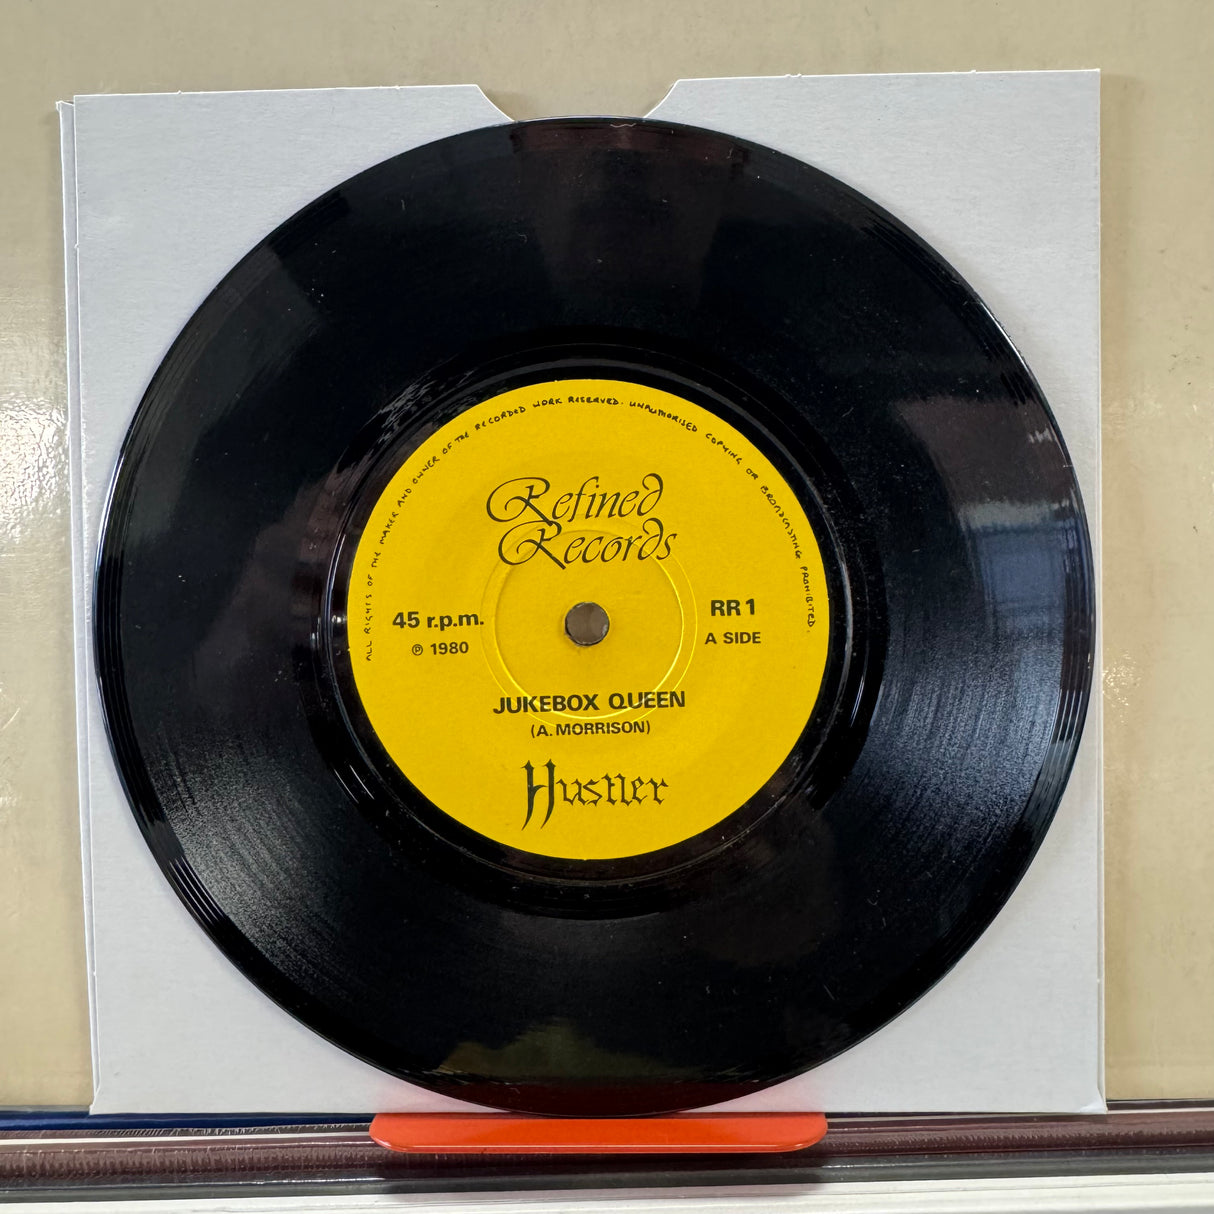 ALL RIGHTS OF THE MAKER AND OWNER OF THE RECORDED WORK RESERVED. UNAUTHORISED COPYING OR BROADCASTING PROHIBITED.
Refined
Records
45 r.p.m.
℗ 1980
RR 1
A SIDE
JUKEBOX QUEEN
(A. MORRISON)
Hustler